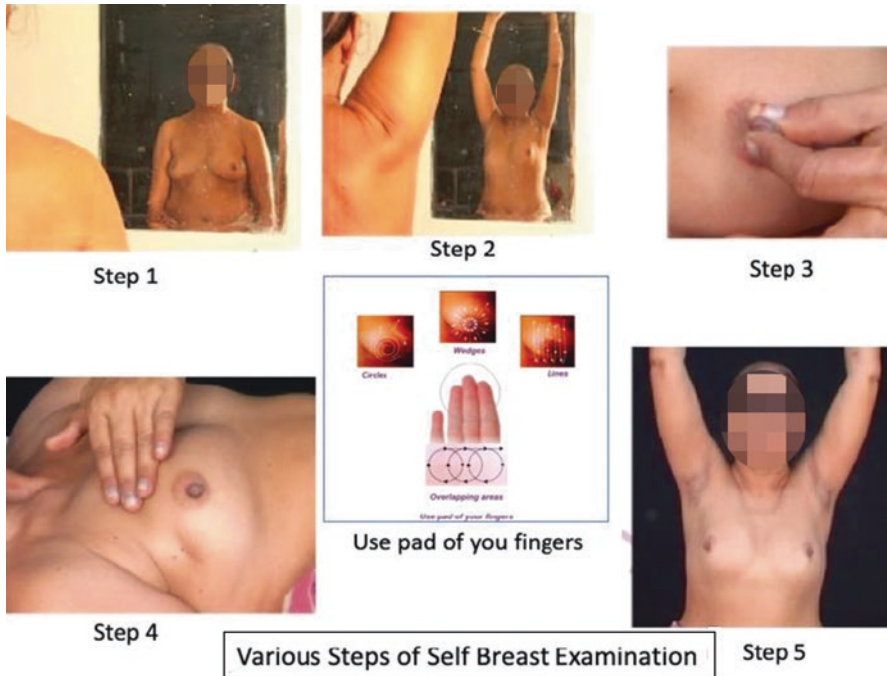 Step 1
Step 2
Step 3
Circles
Wedges
Lines
Overlapping areas
Use pad of your fingers
Use pad of you fingers
Step 4
Step 5
Various Steps of Self Breast Examination